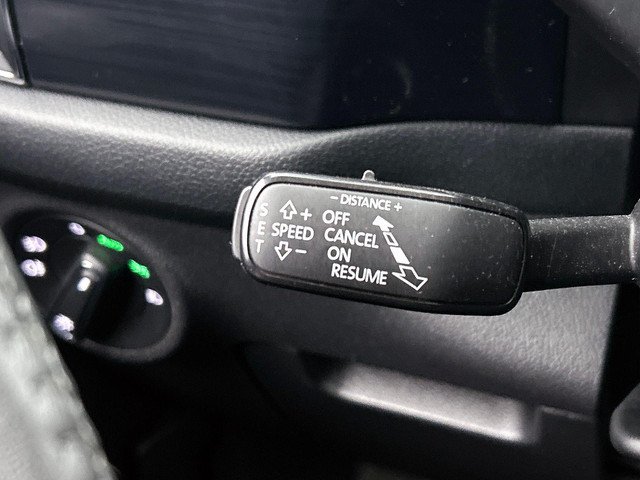 - DISTANCE +
S + OFF
E SPEED CANCEL
T - ON
RESUME